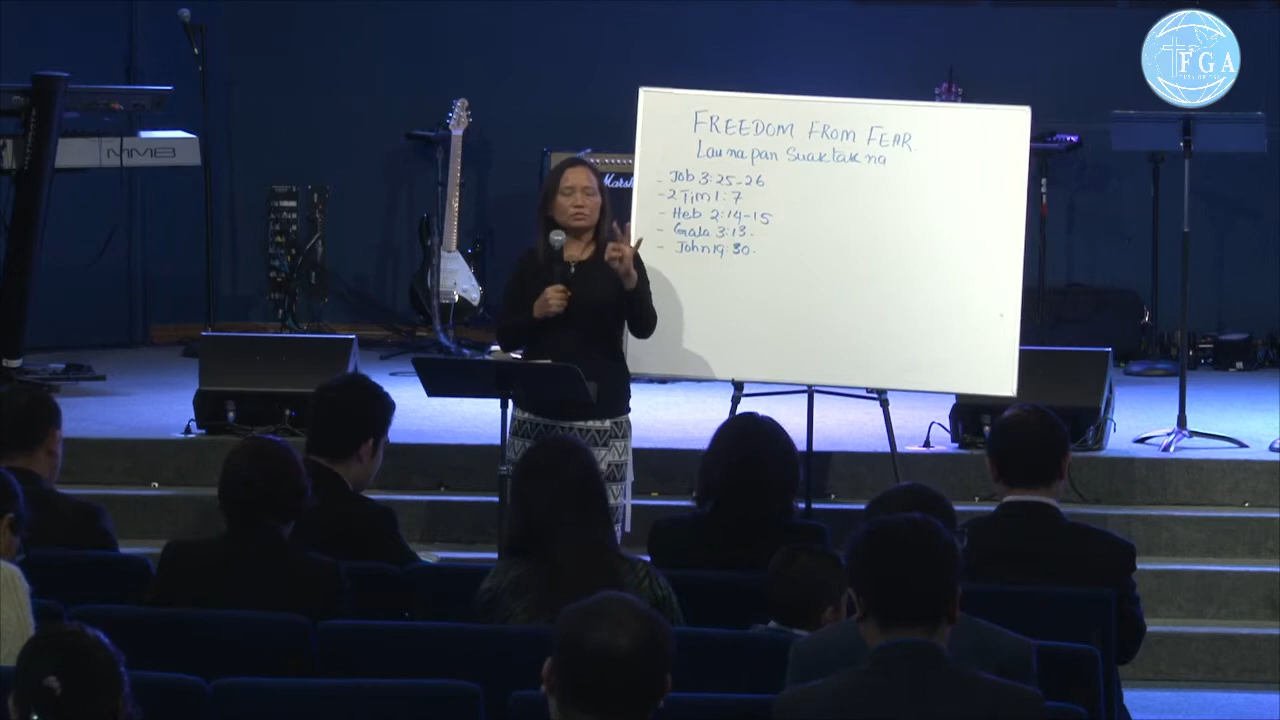 FGA
FREEDOM FROM FEAR.
Launapan Suaktakna
- Job 3:25-26
- 2 Tim 1:7
- Heb 2:14-15
- Gala 3:13.
- John 19:30.
MM8